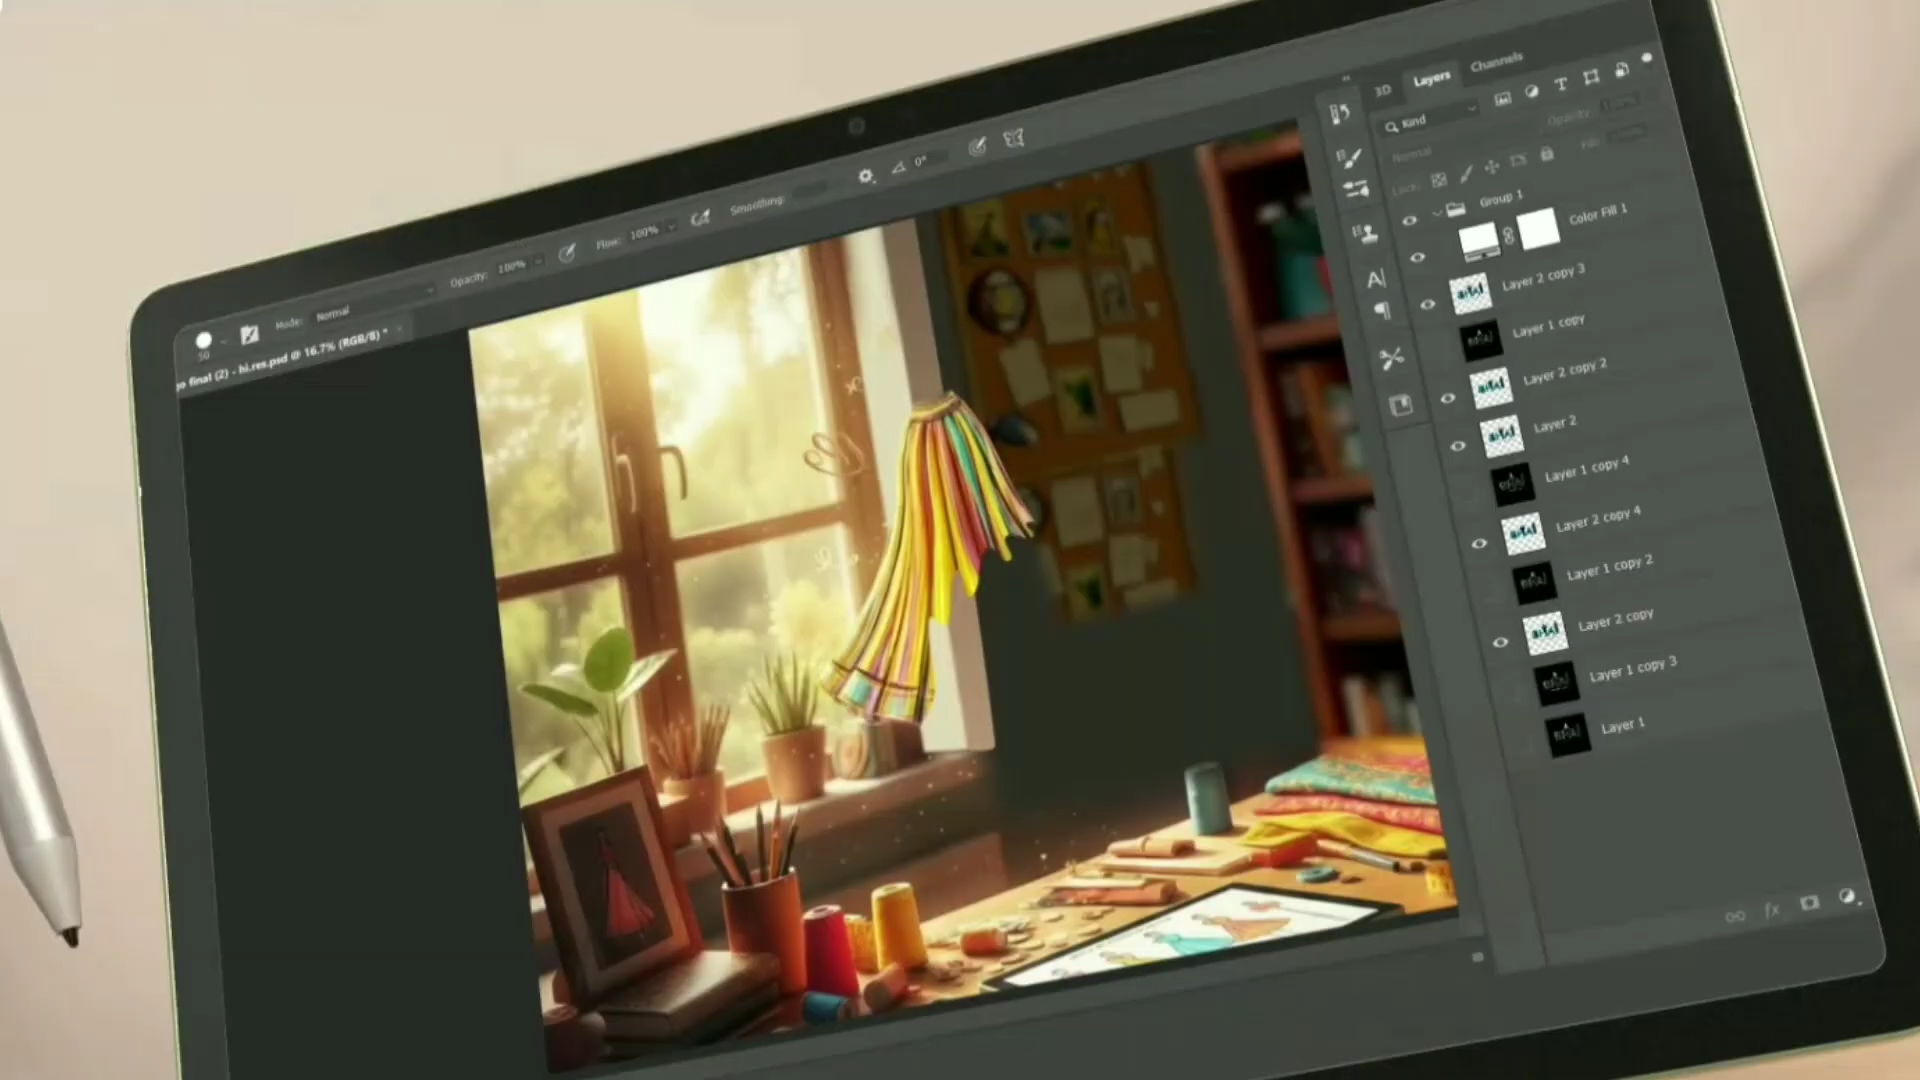 3D Layers Channels
Kind
Opacity:
Normal
Fill:
Lock:
0°
Smoothing:
Flow: 100%
Opacity: 100%
Mode: Normal
50
go final (2) - hi.res.psd @ 16.7% (RGB/8) *
Group 1
Color Fill 1
Layer 2 copy 3
Layer 1 copy
Layer 2 copy 2
Layer 2
Layer 1 copy 4
Layer 2 copy 4
Layer 1 copy 2
Layer 2 copy
Layer 1 copy 3
Layer 1
fx